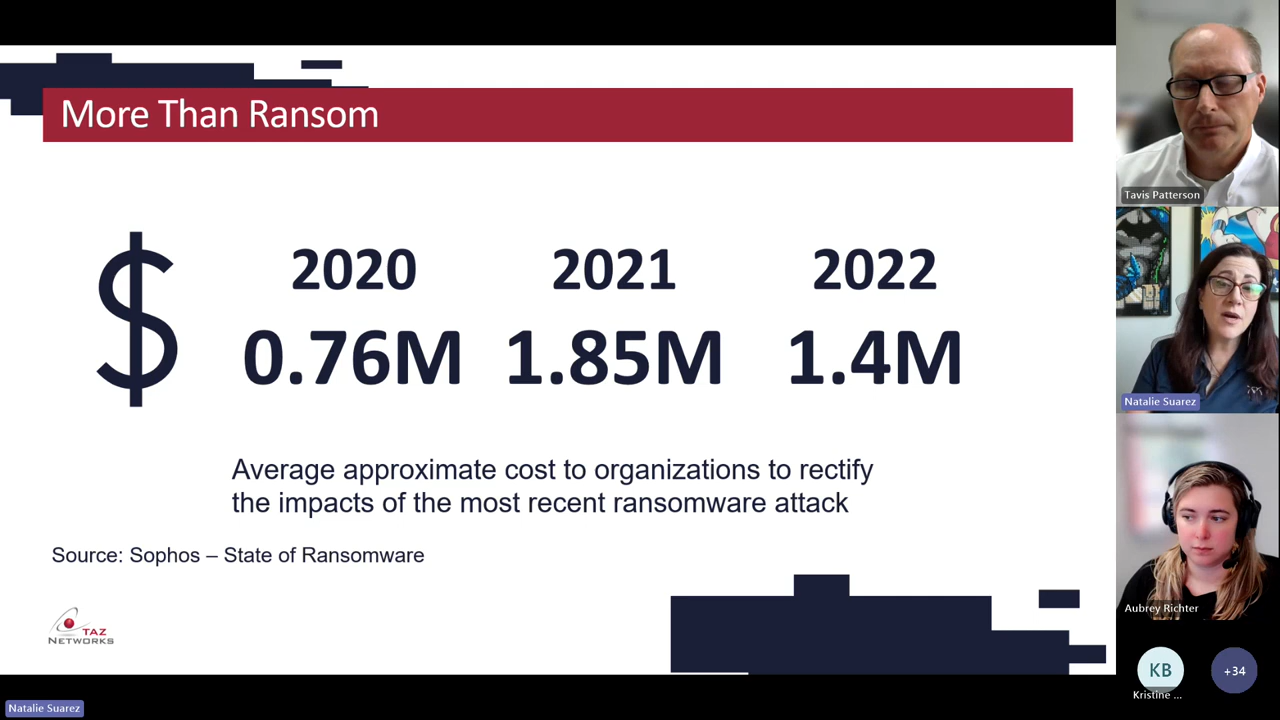 More Than Ransom
2020 2021 2022
$ 0.76M 1.85M 1.4M
Average approximate cost to organizations to rectify
the impacts of the most recent ransomware attack
Source: Sophos – State of Ransomware
TAZ
NETWORKS
Natalie Suarez
Tavis Patterson
Natalie Suarez
Aubrey Richter
KB
+34
Kristine ...